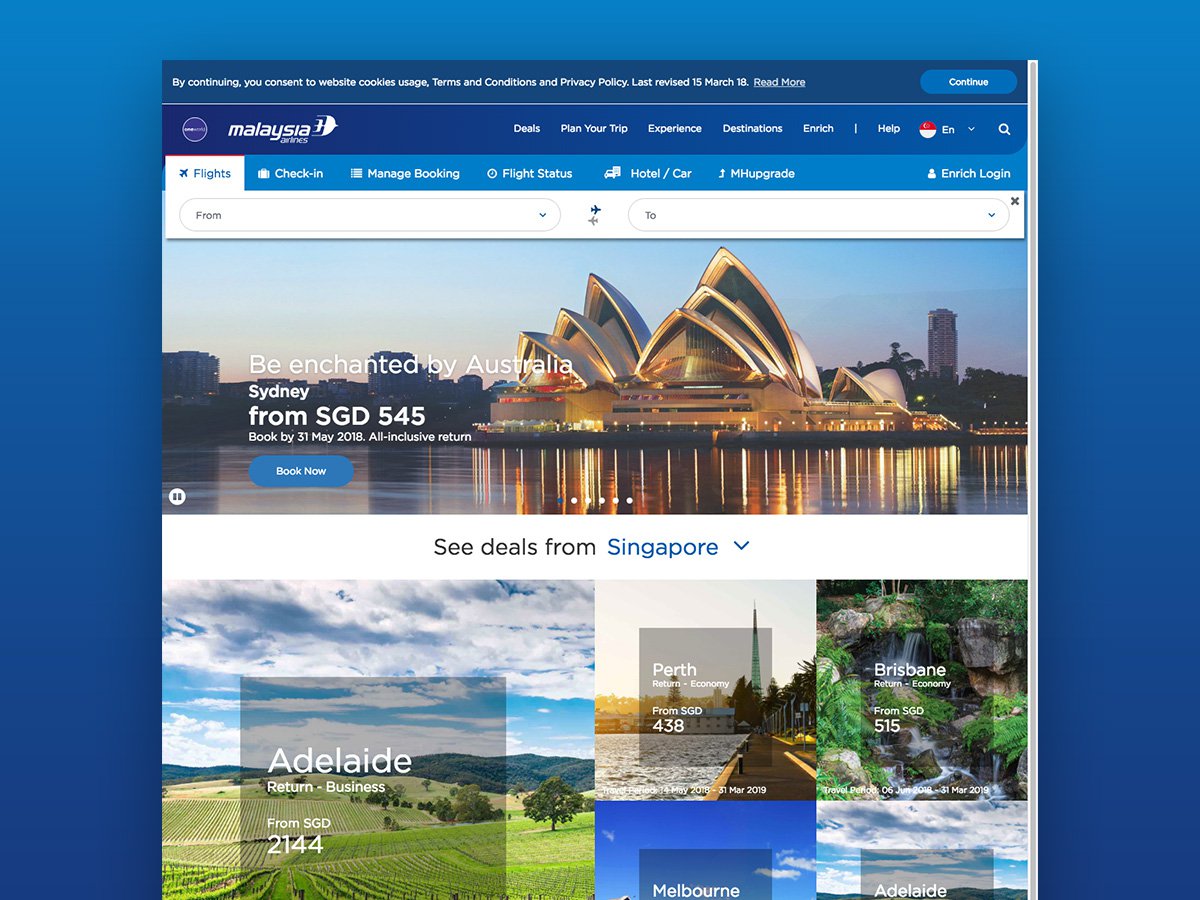 By continuing, you consent to website cookies usage, Terms and Conditions and Privacy Policy. Last revised 15 March 18. Read More
Continue
oneworld
malaysia
airlines
Deals
Plan Your Trip
Experience
Destinations
Enrich
|
Help
En
Flights
Check-in
Manage Booking
Flight Status
Hotel / Car
MHupgrade
Enrich Login
From
To
Be enchanted by Australia
Sydney
from SGD 545
Book by 31 May 2018. All-inclusive return
Book Now
See deals from Singapore
Adelaide
Return - Business
From SGD
2144
Perth
Return - Economy
From SGD
438
Travel Period: 14 May 2018 - 31 Mar 2019
Brisbane
Return - Economy
From SGD
515
Travel Period: 06 Jun 2018 - 31 Mar 2019
Melbourne
Adelaide